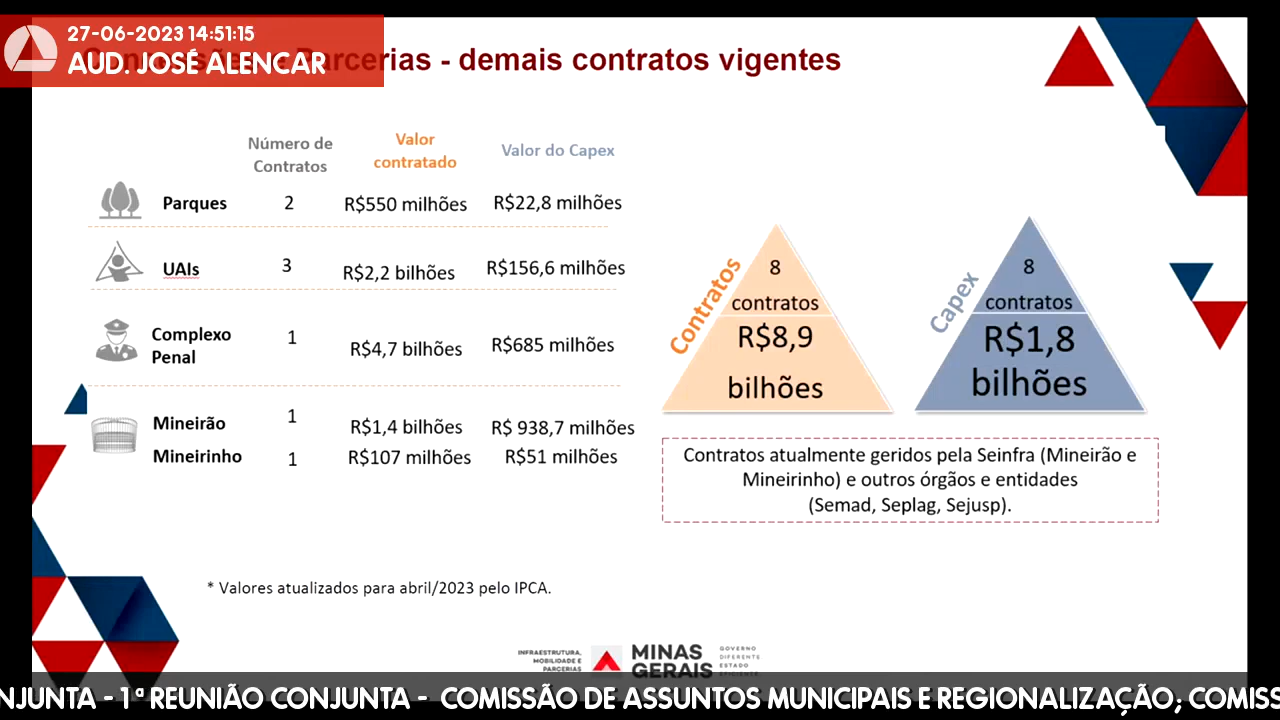 27-06-2023 14:51:15
AUD. JOSÉ ALENCAR
Parcerias - demais contratos vigentes
Número de Contratos
Valor contratado
Valor do Capex
Parques 2 R$550 milhões R$22,8 milhões
UAIs 3 R$2,2 bilhões R$156,6 milhões
Complexo Penal 1 R$4,7 bilhões R$685 milhões
Mineirão 1 R$1,4 bilhões R$ 938,7 milhões
Mineirinho 1 R$107 milhões R$51 milhões
Contratos
8
contratos
R$8,9
bilhões
Capex
8
contratos
R$1,8
bilhões
Contratos atualmente geridos pela Seinfra (Mineirão e
Mineirinho) e outros órgãos e entidades
(Semad, Seplag, Sejusp).
* Valores atualizados para abril/2023 pelo IPCA.
INFRAESTRUTURA,
MOBILIDADE E
PARCERIAS
MINAS
GERAIS
GOVERNO
DIFERENTE
ESTADO
EFICIENTE
NJUNTA - 1ª REUNIÃO CONJUNTA - COMISSÃO DE ASSUNTOS MUNICIPAIS E REGIONALIZAÇÃO; COMISS